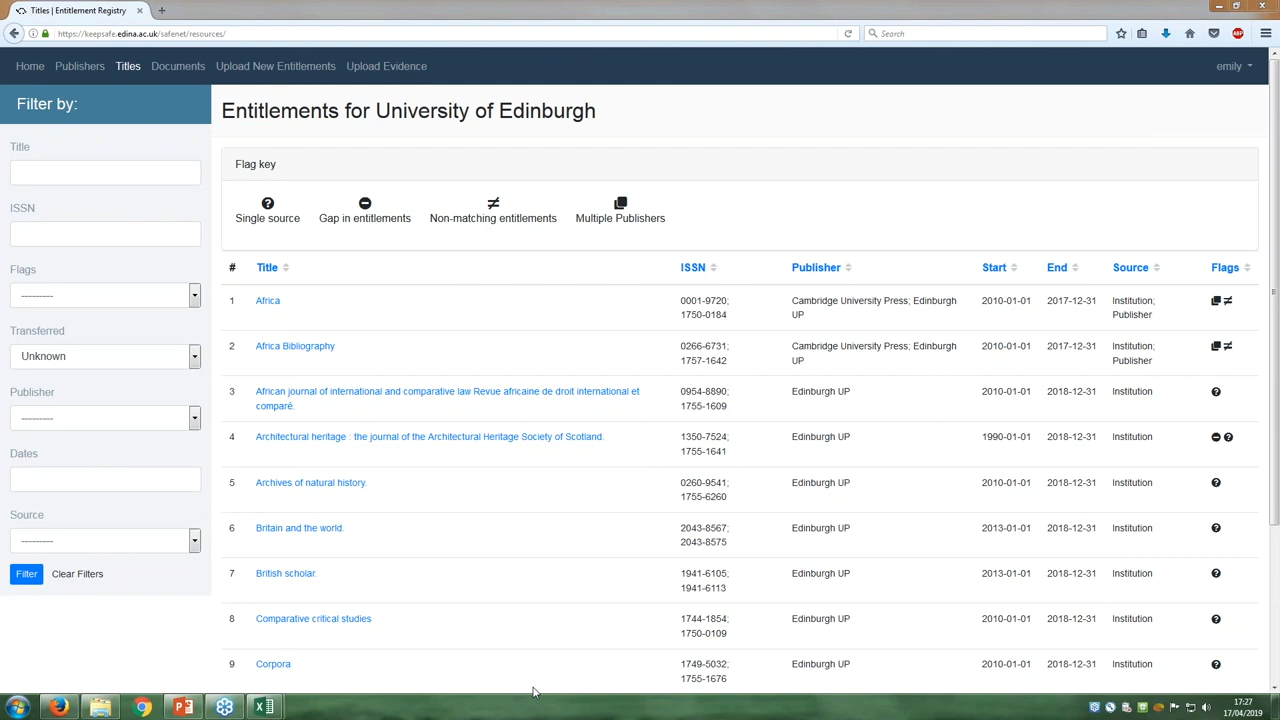 Titles | Entitlement Registry
https://keepsafe.edina.ac.uk/safenet/resources/
Search
ABP
Home Publishers Titles Documents Upload New Entitlements Upload Evidence emily
Filter by:
Entitlements for University of Edinburgh
Title
ISSN
Flags
---------
Transferred
Unknown
Publisher
---------
Dates
Source
---------
Filter Clear Filters
Flag key
Single source Gap in entitlements Non-matching entitlements Multiple Publishers
# Title ISSN Publisher Start End Source Flags
1 Africa 0001-9720; Cambridge University Press; Edinburgh 2010-01-01 2017-12-31 Institution;
1750-0184 UP Publisher
2 Africa Bibliography 0266-6731; Cambridge University Press; Edinburgh 2010-01-01 2017-12-31 Institution;
1757-1642 UP Publisher
3 African journal of international and comparative law Revue africaine de droit international et 0954-8890; Edinburgh UP 2010-01-01 2018-12-31 Institution
comparé. 1755-1609
4 Architectural heritage : the journal of the Architectural Heritage Society of Scotland. 1350-7524; Edinburgh UP 1990-01-01 2018-12-31 Institution
1755-1641
5 Archives of natural history. 0260-9541; Edinburgh UP 2010-01-01 2018-12-31 Institution
1755-6260
6 Britain and the world. 2043-8567; Edinburgh UP 2013-01-01 2018-12-31 Institution
2043-8575
7 British scholar. 1941-6105; Edinburgh UP 2013-01-01 2018-12-31 Institution
1941-6113
8 Comparative critical studies 1744-1854; Edinburgh UP 2010-01-01 2018-12-31 Institution
1750-0109
9 Corpora 1749-5032; Edinburgh UP 2010-01-01 2018-12-31 Institution
1755-1676
17:27
17/04/2019